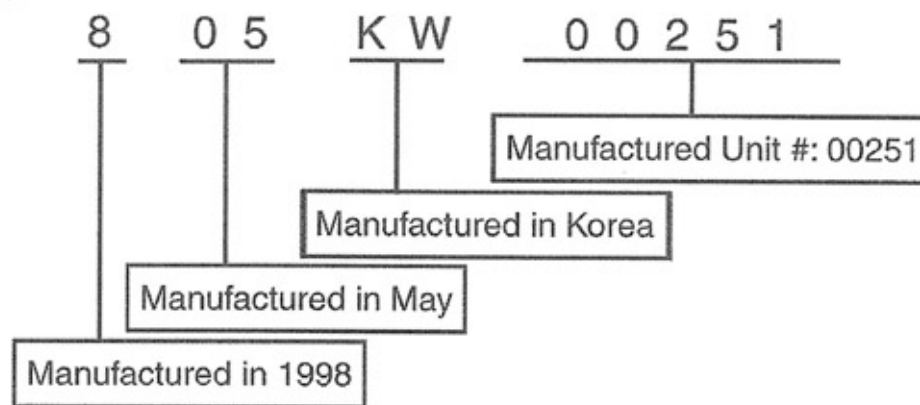 8 05 KW 00251
Manufactured Unit #: 00251
Manufactured in Korea
Manufactured in May
Manufactured in 1998